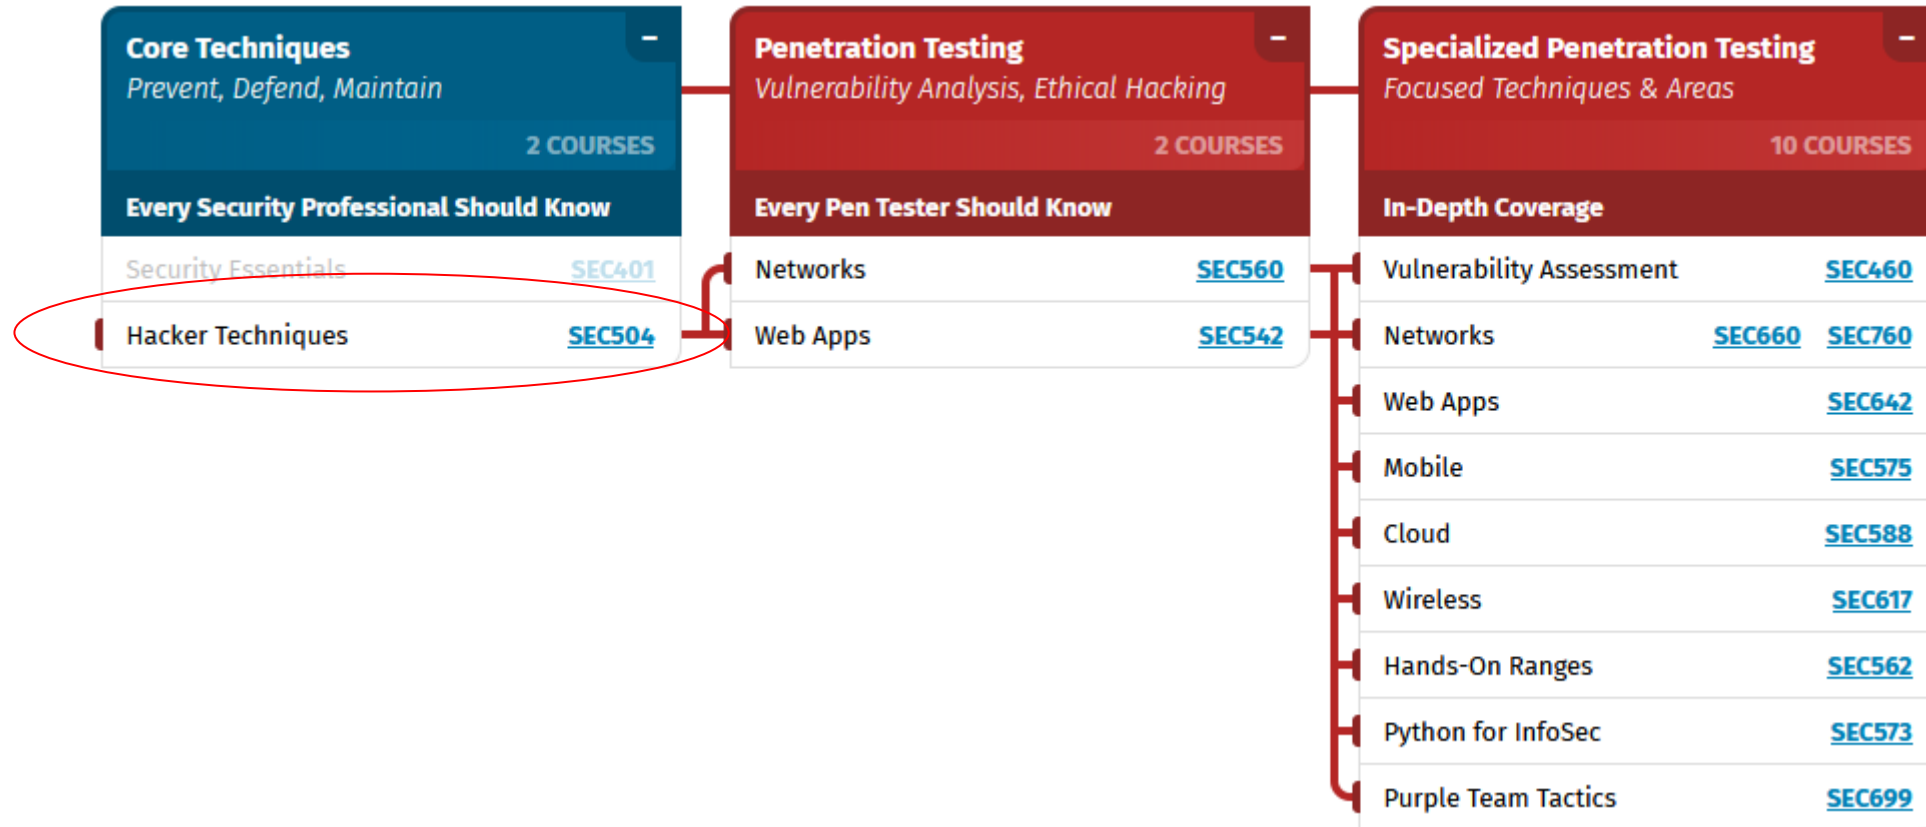 Core Techniques
Prevent, Defend, Maintain
2 COURSES
Every Security Professional Should Know
Security Essentials SEC401
Hacker Techniques SEC504
Penetration Testing
Vulnerability Analysis, Ethical Hacking
2 COURSES
Every Pen Tester Should Know
Networks SEC560
Web Apps SEC542
Specialized Penetration Testing
Focused Techniques & Areas
10 COURSES
In-Depth Coverage
Vulnerability Assessment SEC460
Networks SEC660 SEC760
Web Apps SEC642
Mobile SEC575
Cloud SEC588
Wireless SEC617
Hands-On Ranges SEC562
Python for InfoSec SEC573
Purple Team Tactics SEC699